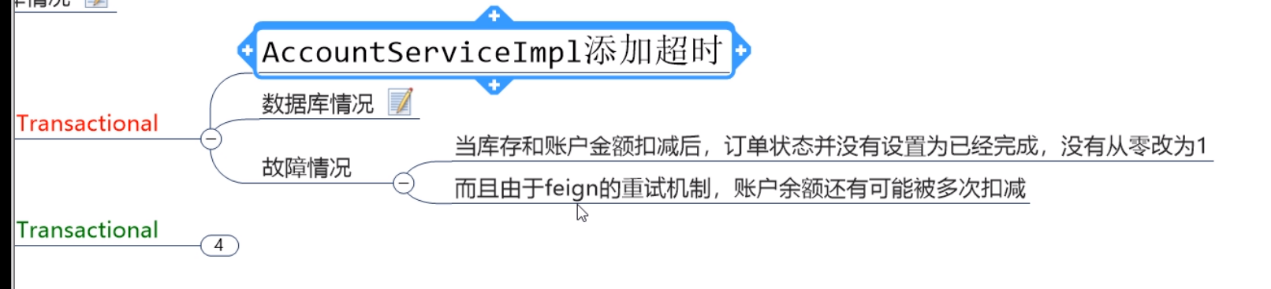 情况
AccountServiceImpl添加超时
数据库情况
Transactional
当库存和账户金额扣减后，订单状态并没有设置为已经完成，没有从零改为1
故障情况
而且由于feign的重试机制，账户余额还有可能被多次扣减
Transactional
4